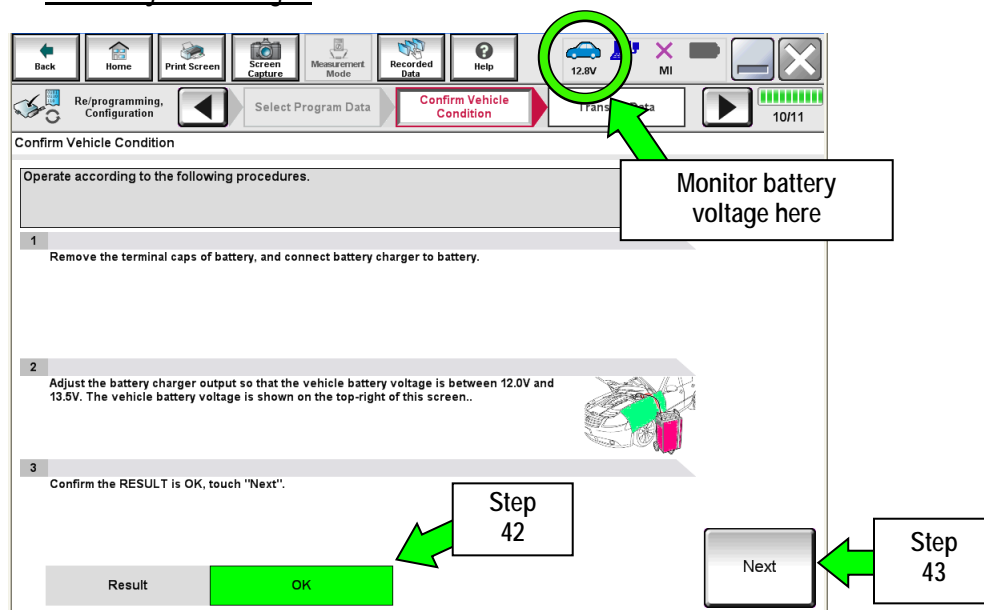 Back
Home
Print Screen
Screen
Capture
Measurement
Mode
Recorded
Data
Help
12.8V
MI
Re/programming,
Configuration
Select Program Data
Confirm Vehicle
Condition
10/11
Confirm Vehicle Condition
Operate according to the following procedures.
Monitor battery
voltage here
1
Remove the terminal caps of battery, and connect battery charger to battery.
2
Adjust the battery charger output so that the vehicle battery voltage is between 12.0V and
13.5V. The vehicle battery voltage is shown on the top-right of this screen..
3
Confirm the RESULT is OK, touch "Next".
Step
42
Result
OK
Next
Step
43